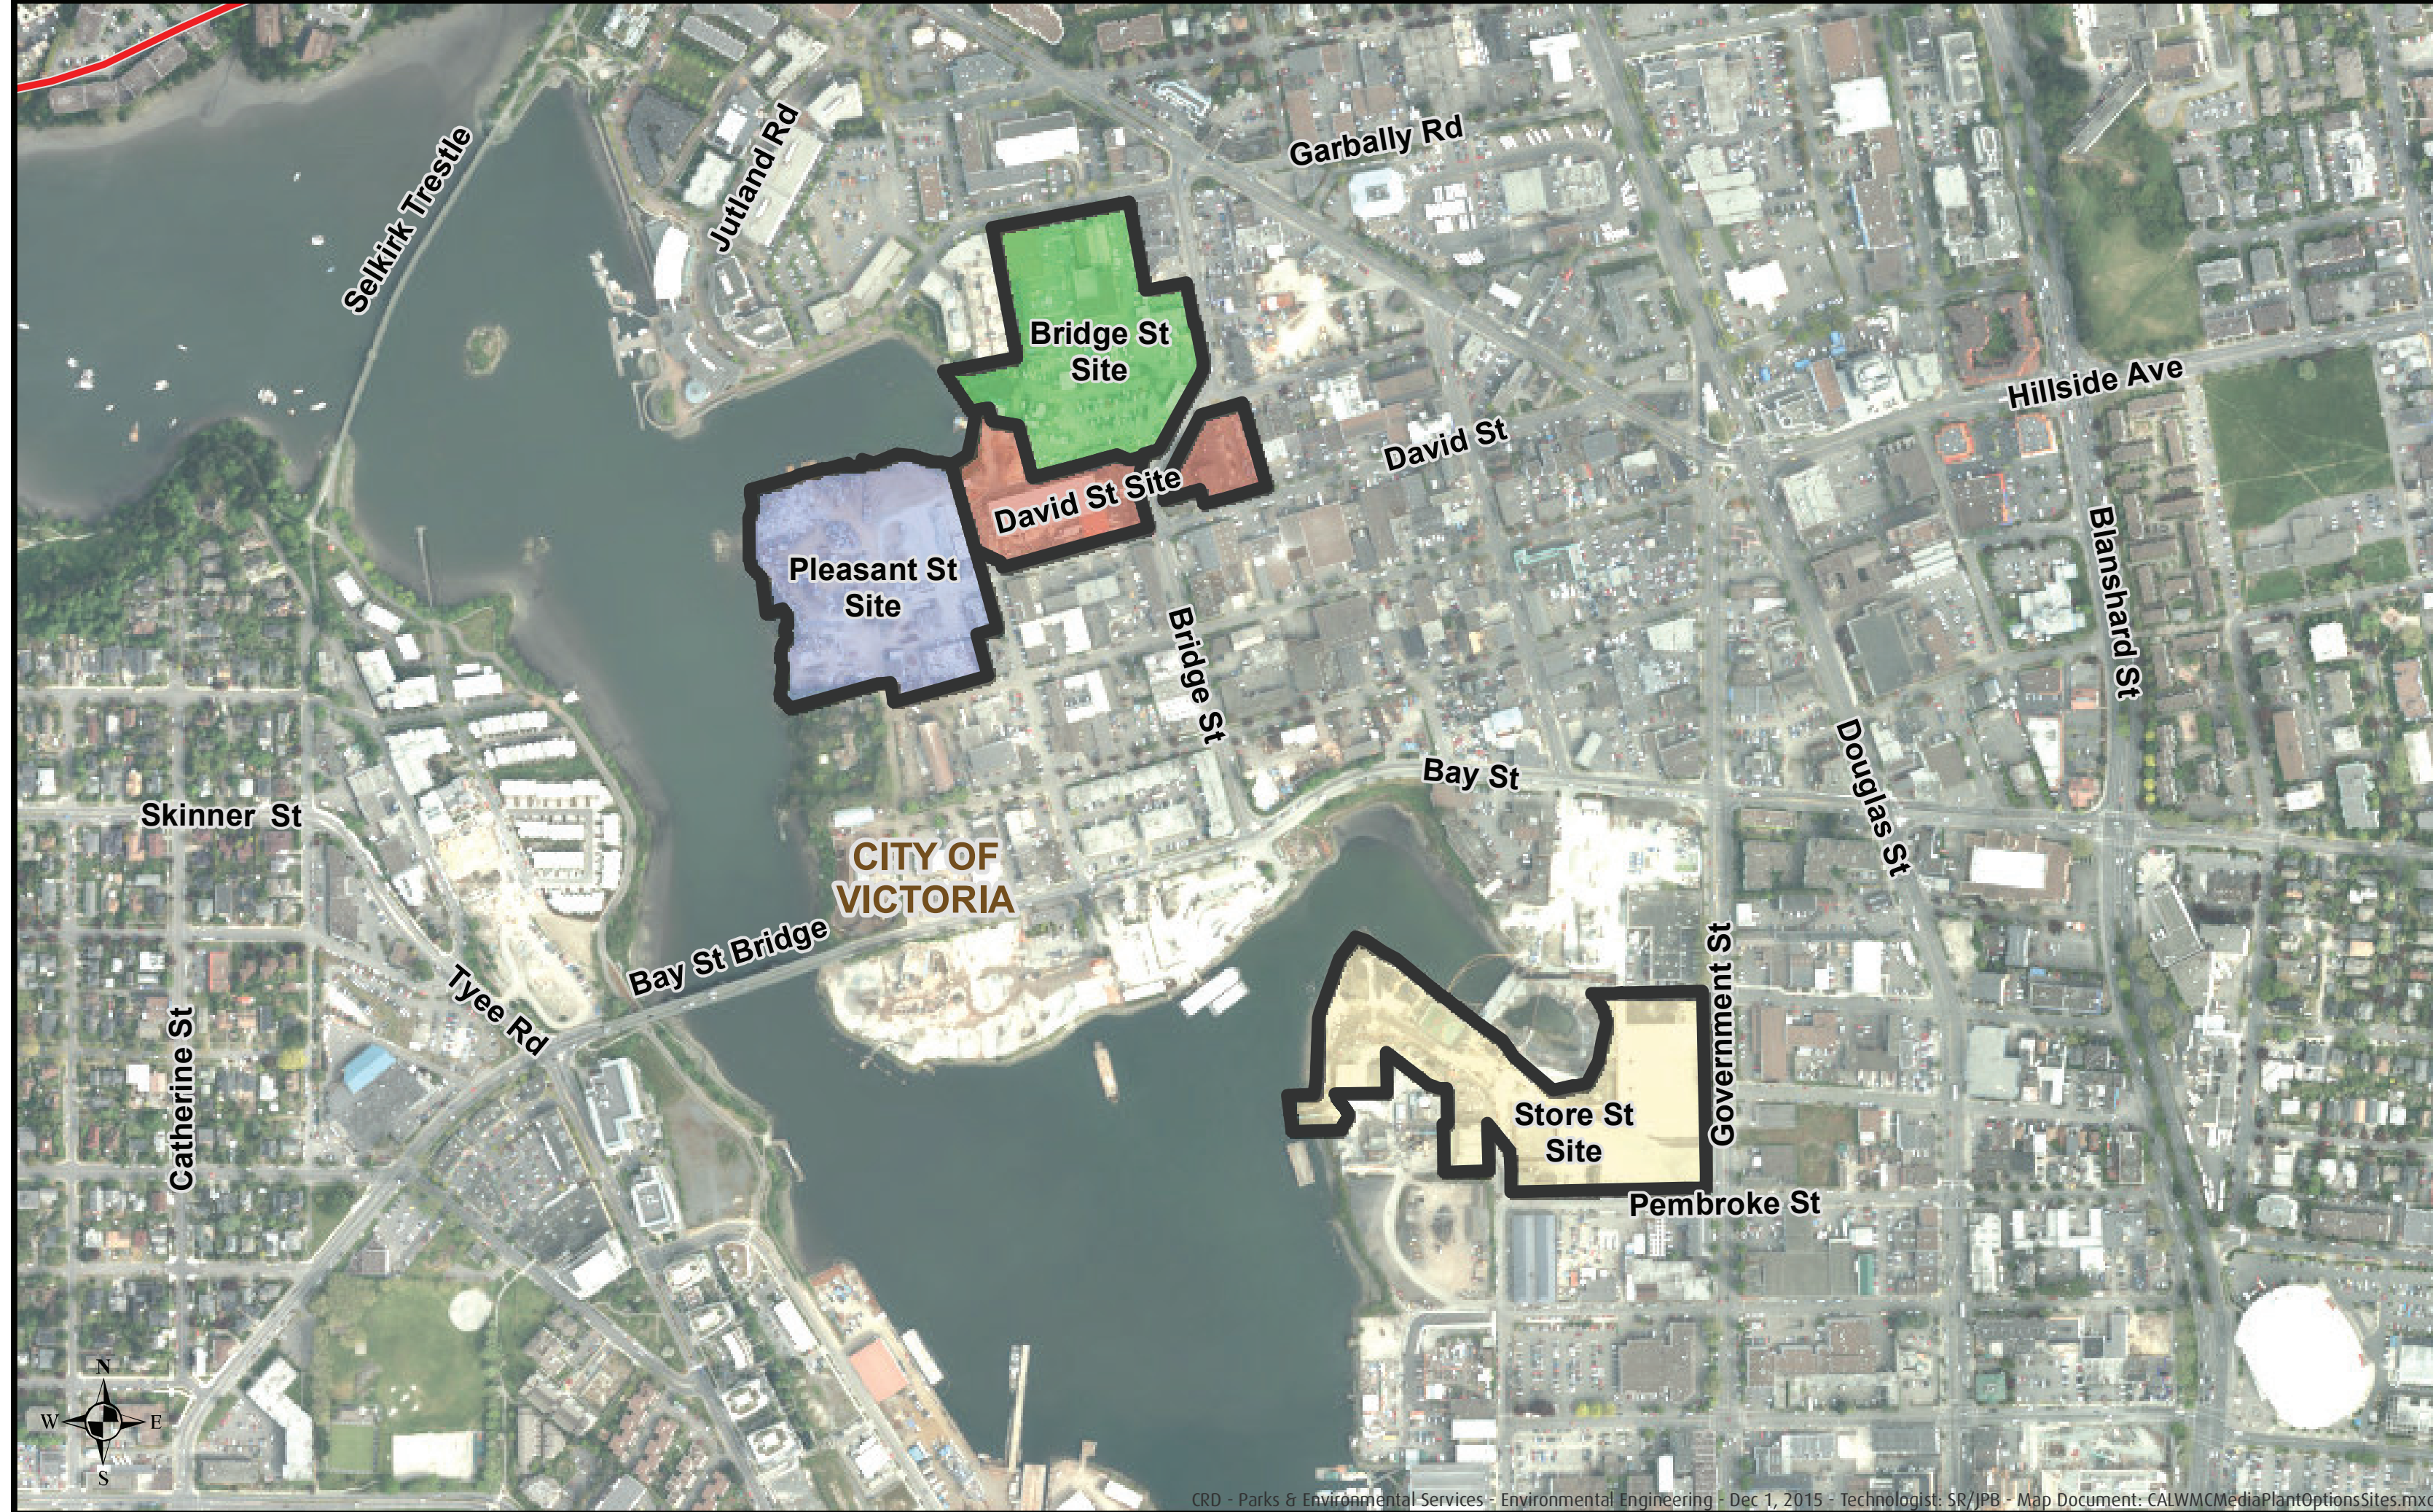 Selkirk Trestle
Jutland Rd
Garbally Rd
Bridge St
Site
Hillside Ave
David St
David St Site
Pleasant St
Site
Blanshard St
Bridge St
Bay St
Douglas St
Skinner St
CITY OF
VICTORIA
Bay St Bridge
Tyee Rd
Catherine St
Government St
Store St
Site
Pembroke St
N
W
E
S
CRD - Parks & Environmental Services - Environmental Engineering - Dec 1, 2015 - Technologist: SR/JPB - Map Document: CALWMCMediaPlantOptionsSites.mx